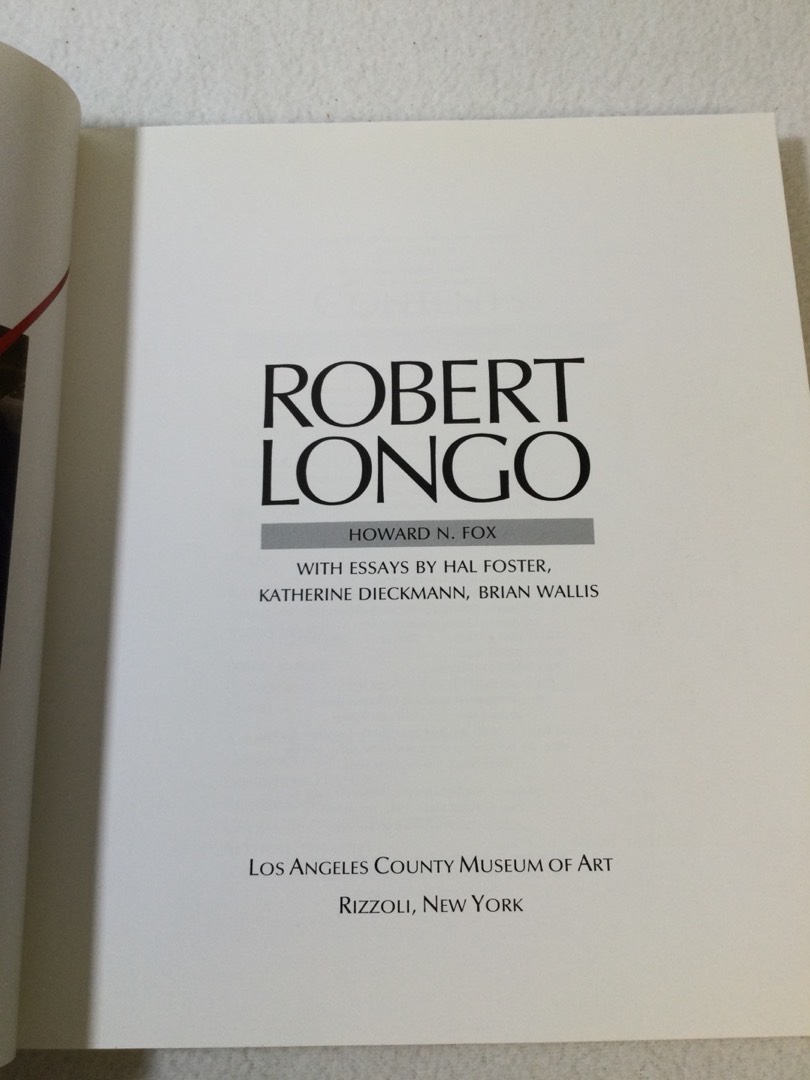 ROBERT
LONGO
HOWARD N. FOX
WITH ESSAYS BY HAL FOSTER,
KATHERINE DIECKMANN, BRIAN WALLIS
LOS ANGELES COUNTY MUSEUM OF ART
RIZZOLI, NEW YORK